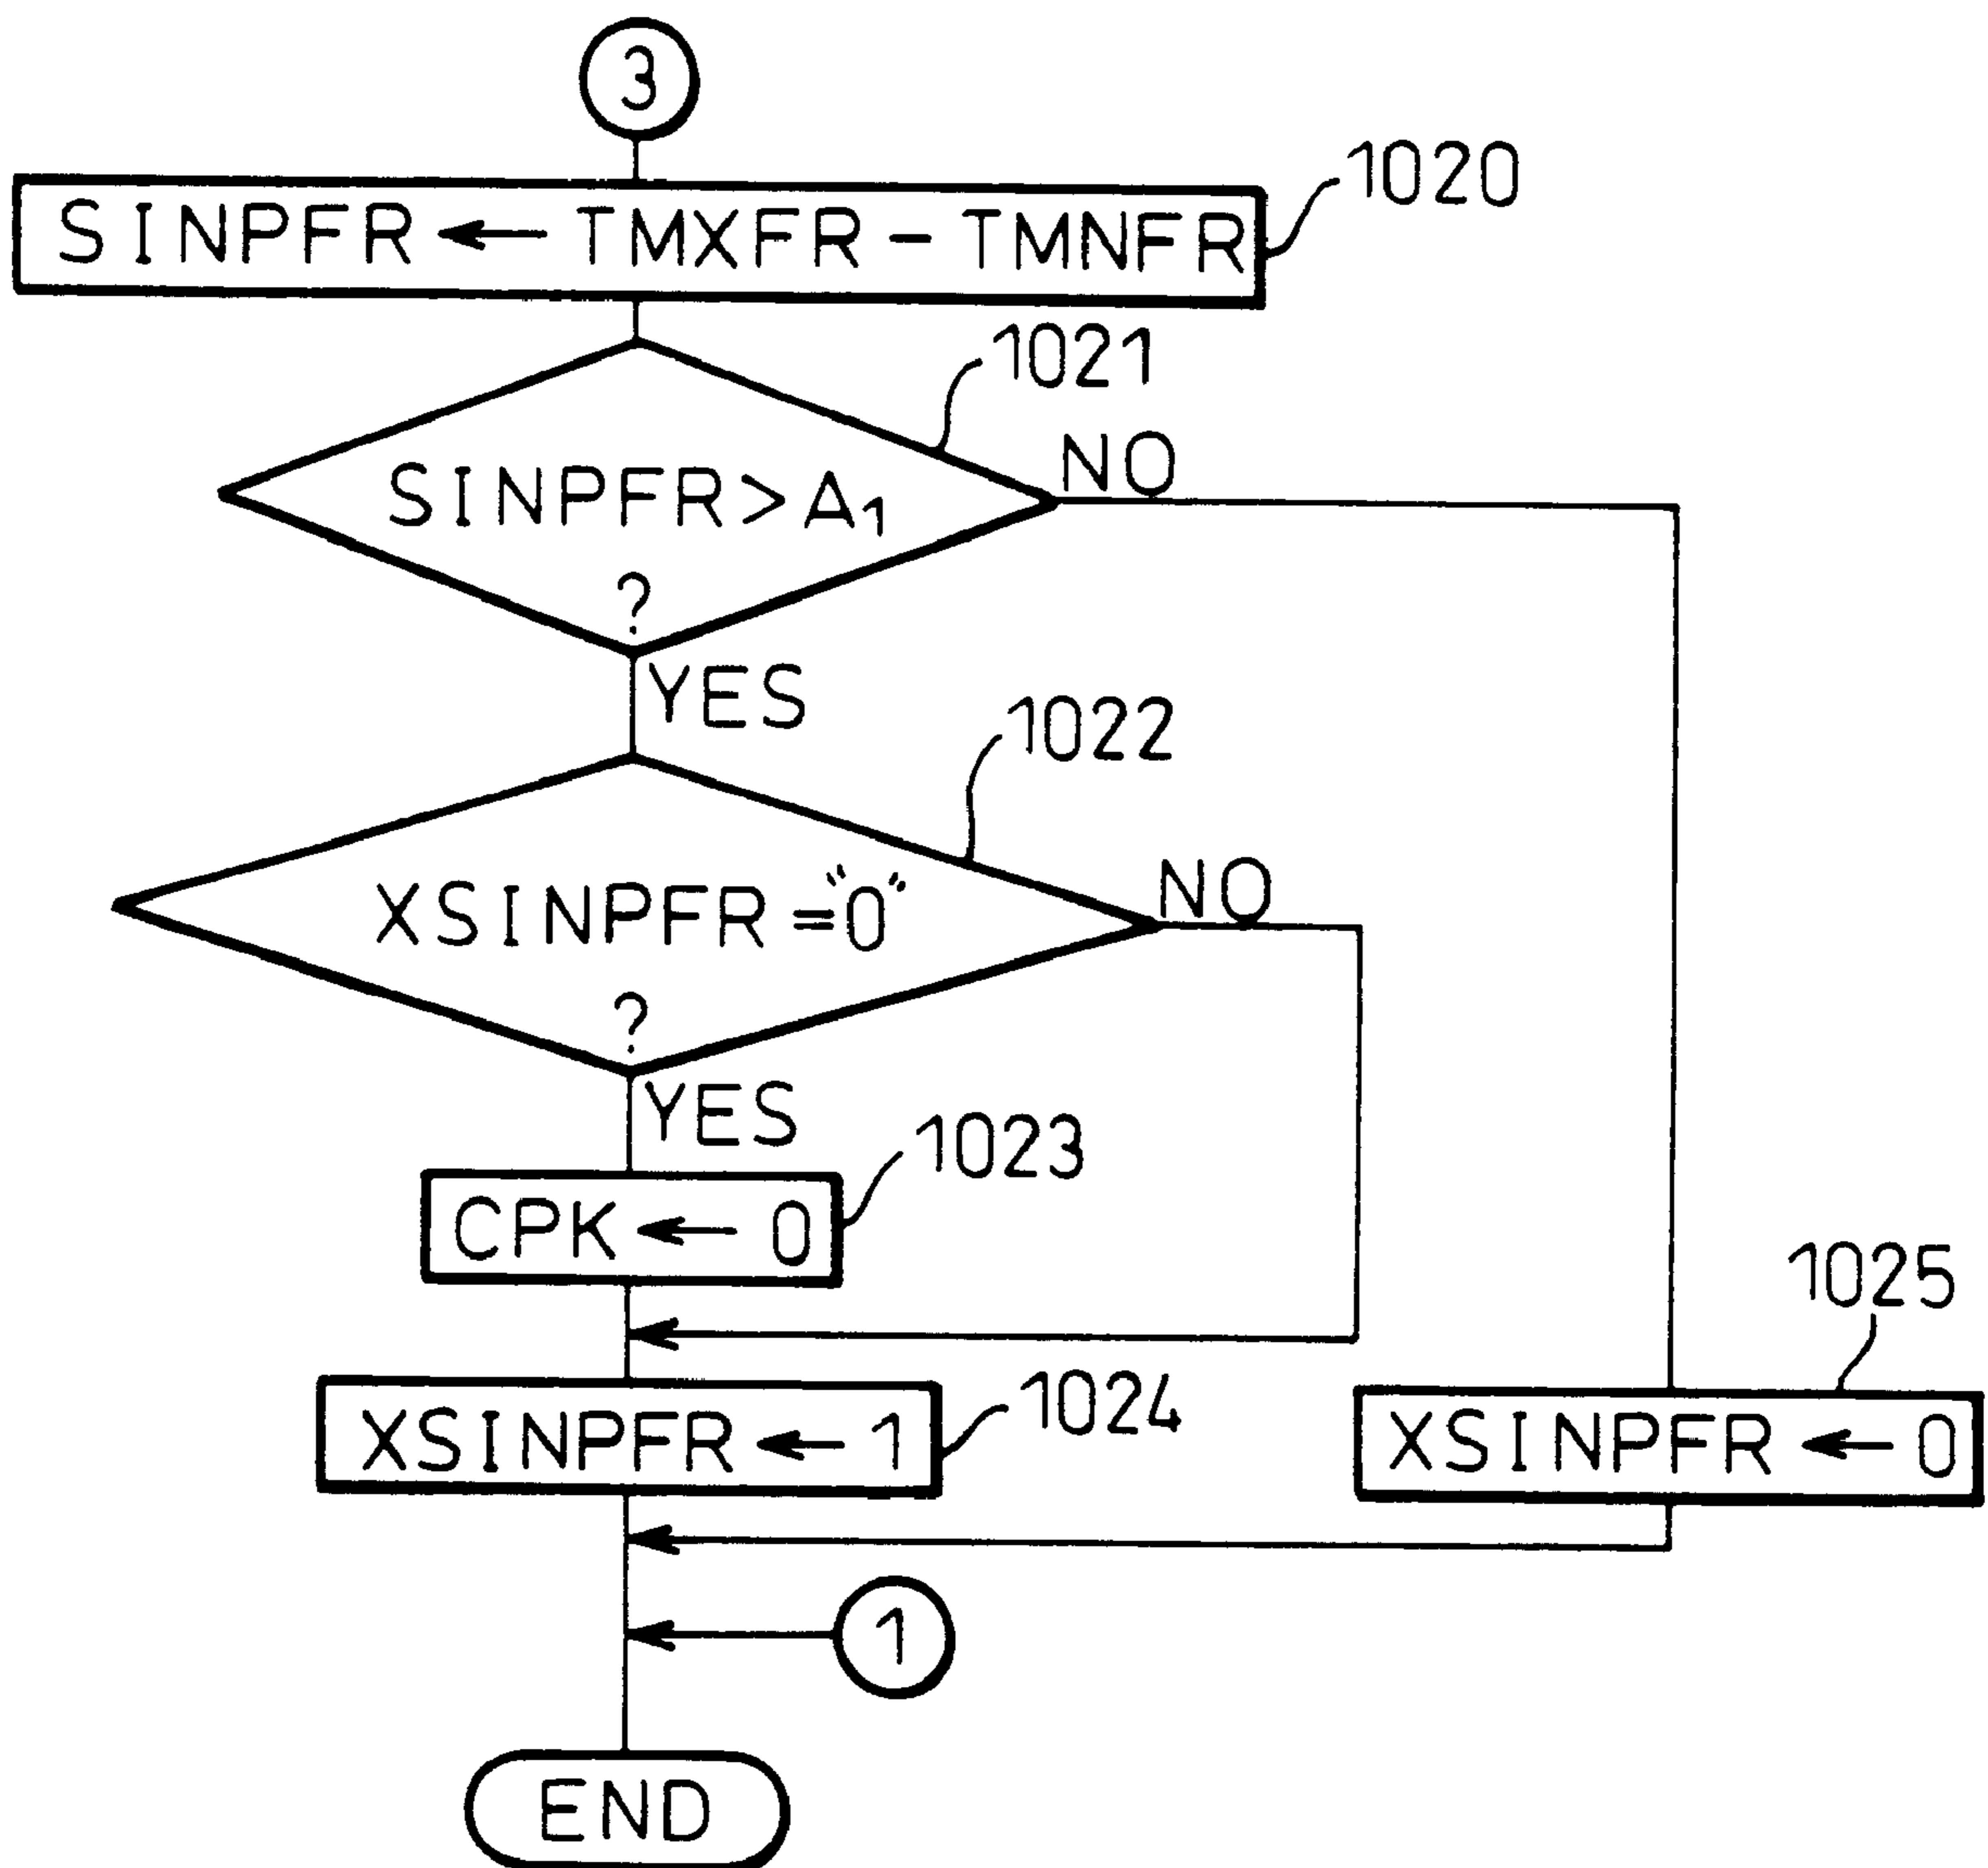 3
1020
SINPFR ← TMXFR - TMNFR
1021
NO
SINPFR > A₁
?
YES
1022
NO
XSINPFR = "0"
?
YES
1023
CPK ← 0
1025
1024
XSINPFR ← 1
XSINPFR ← 0
1
END